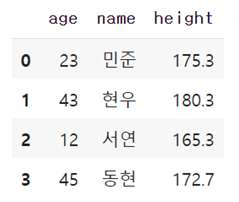 age name height
0 23 민준 175.3
1 43 현우 180.3
2 12 서연 165.3
3 45 동현 172.7